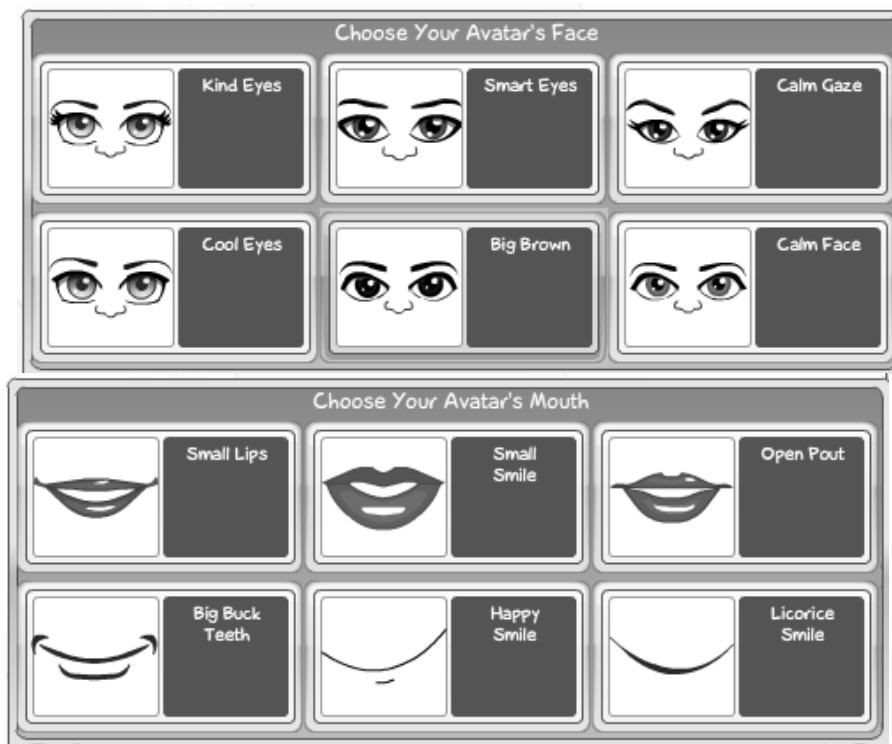 Choose Your Avatar's Face
Kind Eyes
Smart Eyes
Calm Gaze
Cool Eyes
Big Brown
Calm Face
Choose Your Avatar's Mouth
Small Lips
Small
Smile
Open Pout
Big Buck
Teeth
Happy
Smile
Licorice
Smile